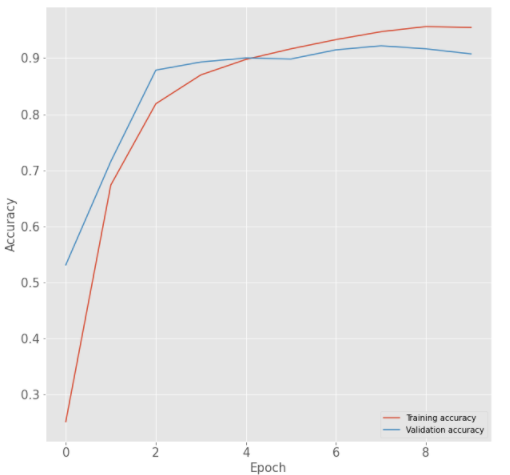 Accuracy
0.9
0.8
0.7
0.6
0.5
0.4
0.3
0 2 4 6 8
Epoch
Training accuracy
Validation accuracy